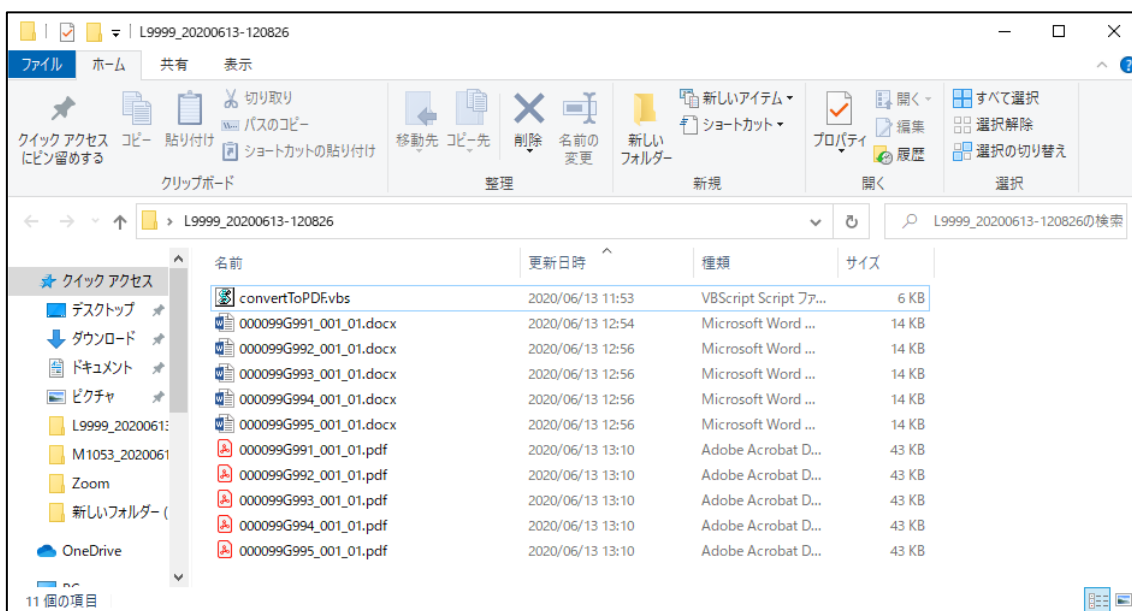 L9999_20200613-120826
ファイル ホーム 共有 表示
クイック アクセス
にピン留めする
コピー
貼り付け
切り取り
パスのコピー
ショートカットの貼り付け
クリップボード
移動先
コピー先
削除
名前の
変更
整理
新しい
フォルダー
新しいアイテム
ショートカット
新規
プロパティ
開く
編集
履歴
開く
すべて選択
選択解除
選択の切り替え
選択
L9999_20200613-120826
L9999_20200613-120826の検索
クイック アクセス
デスクトップ
ダウンロード
ドキュメント
ピクチャ
L9999_2020061
M1053_202006
Zoom
新しいフォルダー (
OneDrive
名前 更新日時 種類 サイズ
convertToPDF.vbs 2020/06/13 11:53 VBScript Script ファ... 6 KB
000099G991_001_01.docx 2020/06/13 12:54 Microsoft Word ... 14 KB
000099G992_001_01.docx 2020/06/13 12:56 Microsoft Word ... 14 KB
000099G993_001_01.docx 2020/06/13 12:56 Microsoft Word ... 14 KB
000099G994_001_01.docx 2020/06/13 12:56 Microsoft Word ... 14 KB
000099G995_001_01.docx 2020/06/13 12:56 Microsoft Word ... 14 KB
000099G991_001_01.pdf 2020/06/13 13:10 Adobe Acrobat D... 43 KB
000099G992_001_01.pdf 2020/06/13 13:10 Adobe Acrobat D... 43 KB
000099G993_001_01.pdf 2020/06/13 13:10 Adobe Acrobat D... 43 KB
000099G994_001_01.pdf 2020/06/13 13:10 Adobe Acrobat D... 43 KB
000099G995_001_01.pdf 2020/06/13 13:10 Adobe Acrobat D... 43 KB
11 個の項目